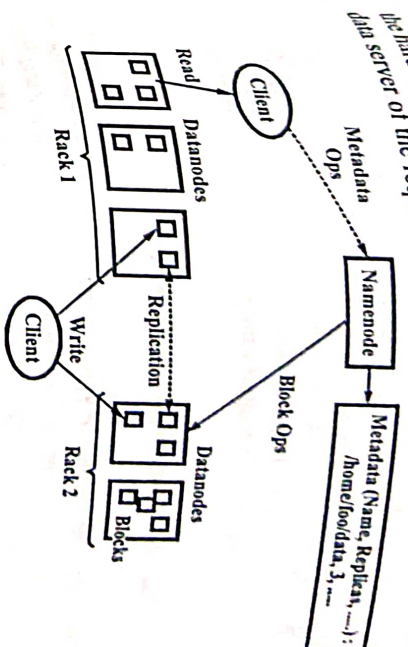 the
data server of the
Metadata (Name, Replicas, ....) :
/home/foo/data, 3, ....
Namenode
Metadata
Ops
Client
Block Ops
Read
Datanodes
Datanodes
Replication
Blocks
Rack 1
Write
Rack 2
Client